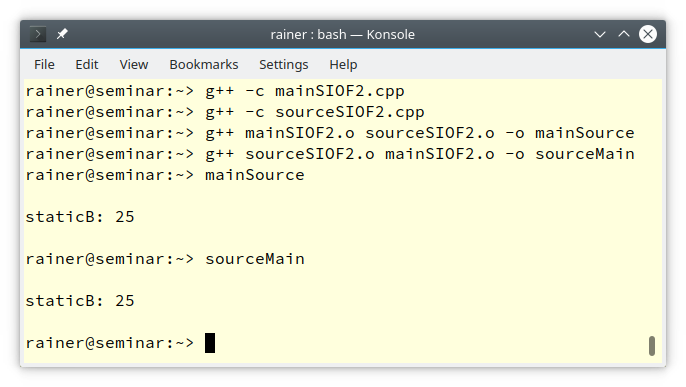 rainer : bash — Konsole
File Edit View Bookmarks Settings Help
rainer@seminar:~> g++ -c mainSIOF2.cpp
rainer@seminar:~> g++ -c sourceSIOF2.cpp
rainer@seminar:~> g++ mainSIOF2.o sourceSIOF2.o -o mainSource
rainer@seminar:~> g++ sourceSIOF2.o mainSIOF2.o -o sourceMain
rainer@seminar:~> mainSource
staticB: 25
rainer@seminar:~> sourceMain
staticB: 25
rainer@seminar:~>